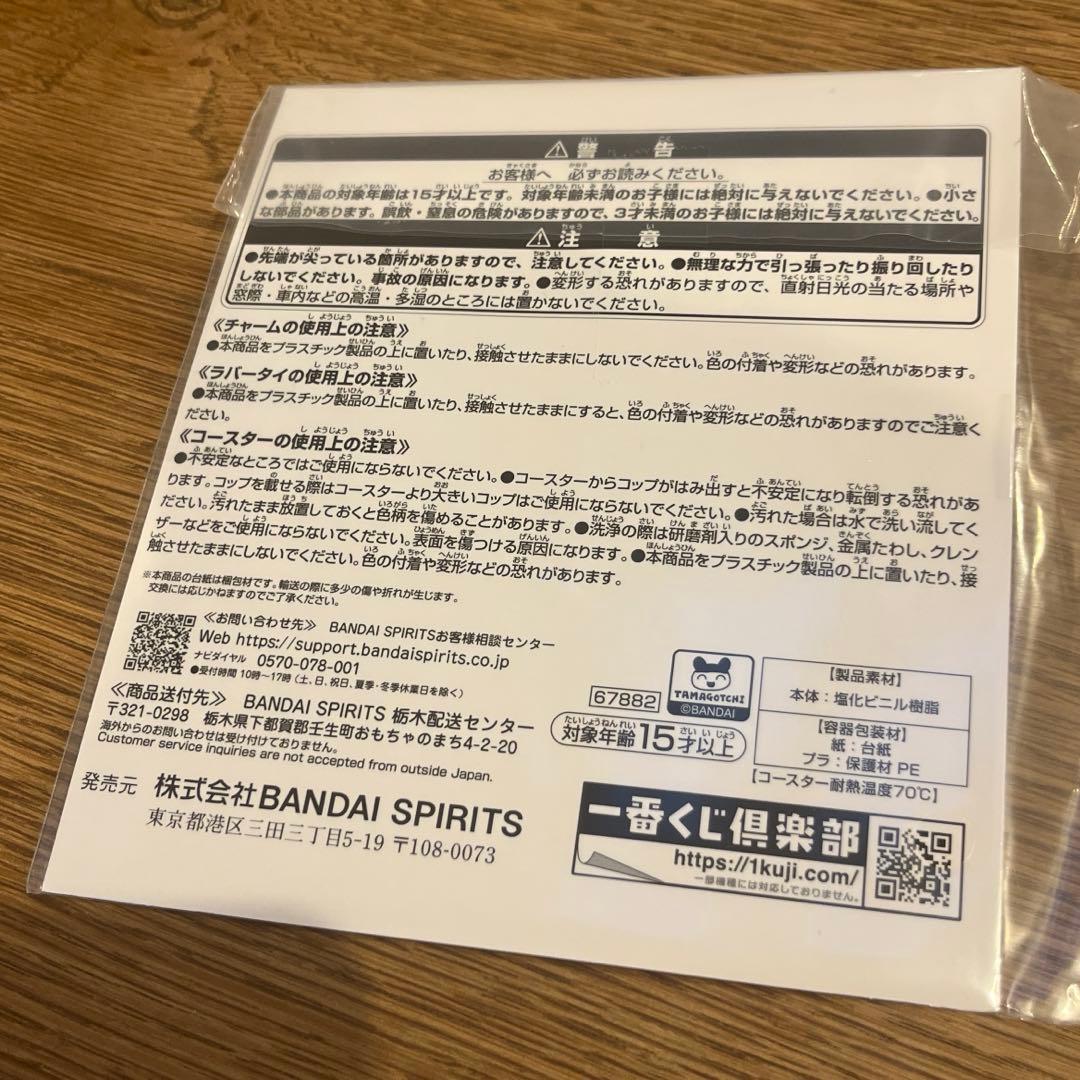 ⚠警 告
お客様へ 必ずお読みください。
●本商品の対象年齢は15才以上です。対象年齢未満のお子様には絶対に与えないでください。●小さ
な部品があります。誤飲・窒息の危険がありますので、3才未満のお子様には絶対に与えないでください。
⚠注 意
●先端が尖っている箇所がありますので、注意してください。●無理な力で引っ張ったり振り回したり
しないでください。事故の原因になります。●変形する恐れがありますので、直射日光の当たる場所や
窓際・車内などの高温・多湿のところには置かないでください。
《チャームの使用上の注意》
●本商品をプラスチック製品の上に置いたり、接触させたままにしないでください。色の付着や変形などの恐れがあります。
《ラバータイの使用上の注意》
●本商品をプラスチック製品の上に置いたり、接触させたままにすると、色の付着や変形などの恐れがありますのでご注意く
ださい。
《コースターの使用上の注意》
●不安定なところではご使用にならないでください。●コースターからコップがはみ出すと不安定になり転倒する恐れがあ
ります。コップを載せる際はコースターより大きいコップはご使用にならないでください。●汚れた場合は水で洗い流してく
ださい。汚れたまま放置しておくと色柄を傷めることがあります。●洗浄の際は研磨剤入りのスポンジ、金属たわし、クレン
ザーなどをご使用にならないでください。表面を傷つける原因になります。●本商品をプラスチック製品の上に置いたり、接
触させたままにしないでください。色の付着や変形などの恐れがあります。
※本商品の台紙は梱包材です。輸送の際に多少の傷や折れが生じます。
交換には応じかねますのでご了承ください。
《お問い合わせ先》 BANDAI SPIRITSお客様相談センター
Web https://support.bandaispirits.co.jp
ナビダイヤル 0570-078-001
●受付時間 10時〜17時(土、日、祝日、夏季・冬季休業日を除く)
《商品送付先》 BANDAI SPIRITS 栃木配送センター
〒321-0298 栃木県下都賀郡壬生町おもちゃのまち4-2-20
海外からのお問い合わせは受け付けておりません。
Customer service inquiries are not accepted from outside Japan.
発売元 株式会社BANDAI SPIRITS
東京都港区三田三丁目5-19 〒108-0073
67882
TAMAGOTCHI
©BANDAI
対象年齢15才以上
【製品素材】
本体：塩化ビニル樹脂
【容器包装材】
紙：台紙
プラ：保護材 PE
【コースター耐熱温度70℃】
一番くじ倶楽部
https://1kuji.com/
一部機種には対応しておりません。